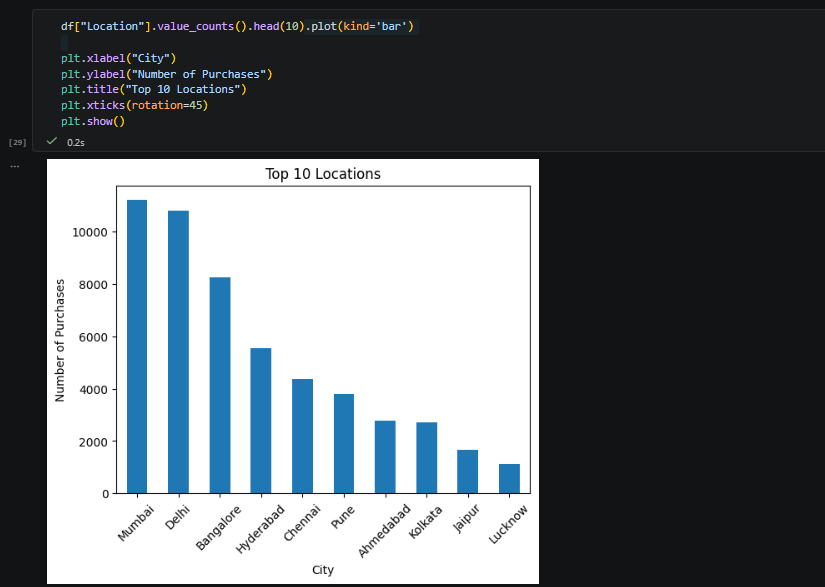 df["Location"].value_counts().head(10).plot(kind='bar')
plt.xlabel("City")
plt.ylabel("Number of Purchases")
plt.title("Top 10 Locations")
plt.xticks(rotation=45)
plt.show()
[29]
0.2s
...
Top 10 Locations
Number of Purchases
10000
8000
6000
4000
2000
0
Mumbai
Delhi
Bangalore
Hyderabad
Chennai
Pune
Ahmedabad
Kolkata
Jaipur
Lucknow
City